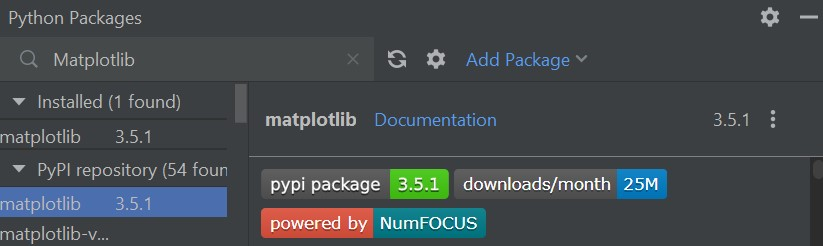 Python Packages
Matplotlib
Add Package
Installed (1 found)
matplotlib 3.5.1
PyPI repository (54 foun
matplotlib 3.5.1
matplotlib-v...
matplotlib Documentation 3.5.1
pypi package 3.5.1 downloads/month 25M
powered by NumFOCUS